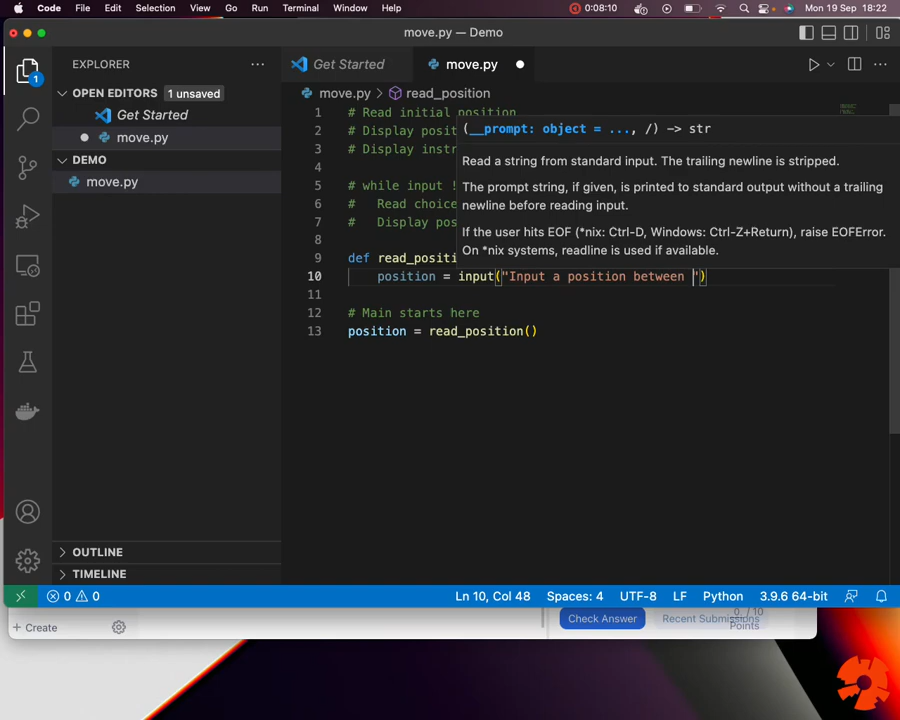 Code File Edit Selection View Go Run Terminal Window Help 0:08:10 Mon 19 Sep 18:22
move.py — Demo
EXPLORER
Get Started
move.py
OPEN EDITORS 1 unsaved
move.py > read_position
Get Started
move.py
DEMO
move.py
1 # Read initial position
2 # Display posit
3 # Display instr
4
5 # while input !
6 #   Read choice
7 #   Display pos
8
9 def read_positi
10 position = input("Input a position between ")
11
12 # Main starts here
13 position = read_position()
(__prompt: object = ..., /) -> str
Read a string from standard input. The trailing newline is stripped.
The prompt string, if given, is printed to standard output without a trailing
newline before reading input.
If the user hits EOF (*nix: Ctrl-D, Windows: Ctrl-Z+Return), raise EOFError.
On *nix systems, readline is used if available.
1
OUTLINE
TIMELINE
0 0 Ln 10, Col 48 Spaces: 4 UTF-8 LF Python 3.9.6 64-bit
+ Create
Check Answer
Recent Submissions
0 / 10
Points